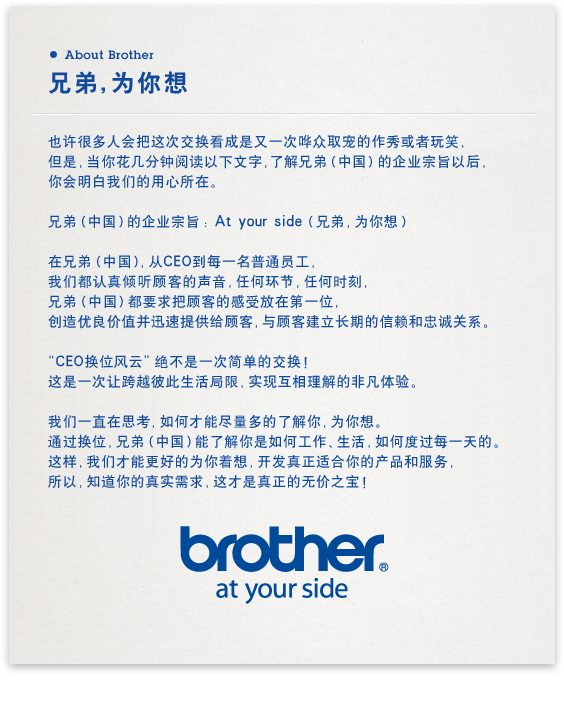 ● About Brother
兄弟,为你想
也许很多人会把这次交换看成是又一次哗众取宠的作秀或者玩笑,
但是,当你花几分钟阅读以下文字,了解兄弟(中国)的企业宗旨以后,
你会明白我们的用心所在。
兄弟(中国)的企业宗旨:At your side(兄弟,为你想)
在兄弟(中国),从CEO到每一名普通员工,
我们都认真倾听顾客的声音,任何环节,任何时刻,
兄弟(中国)都要求把顾客的感受放在第一位,
创造优良价值并迅速提供给顾客,与顾客建立长期的信赖和忠诚关系。
“CEO换位风云”绝不是一次简单的交换!
这是一次让跨越彼此生活局限,实现互相理解的非凡体验。
我们一直在思考,如何才能尽量多的了解你,为你想。
通过换位,兄弟(中国)能了解你是如何工作、生活,如何度过每一天的。
这样,我们才能更好的为你着想,开发真正适合你的产品和服务,
所以,知道你的真实需求,这才是真正的无价之宝!
brother®
at your side